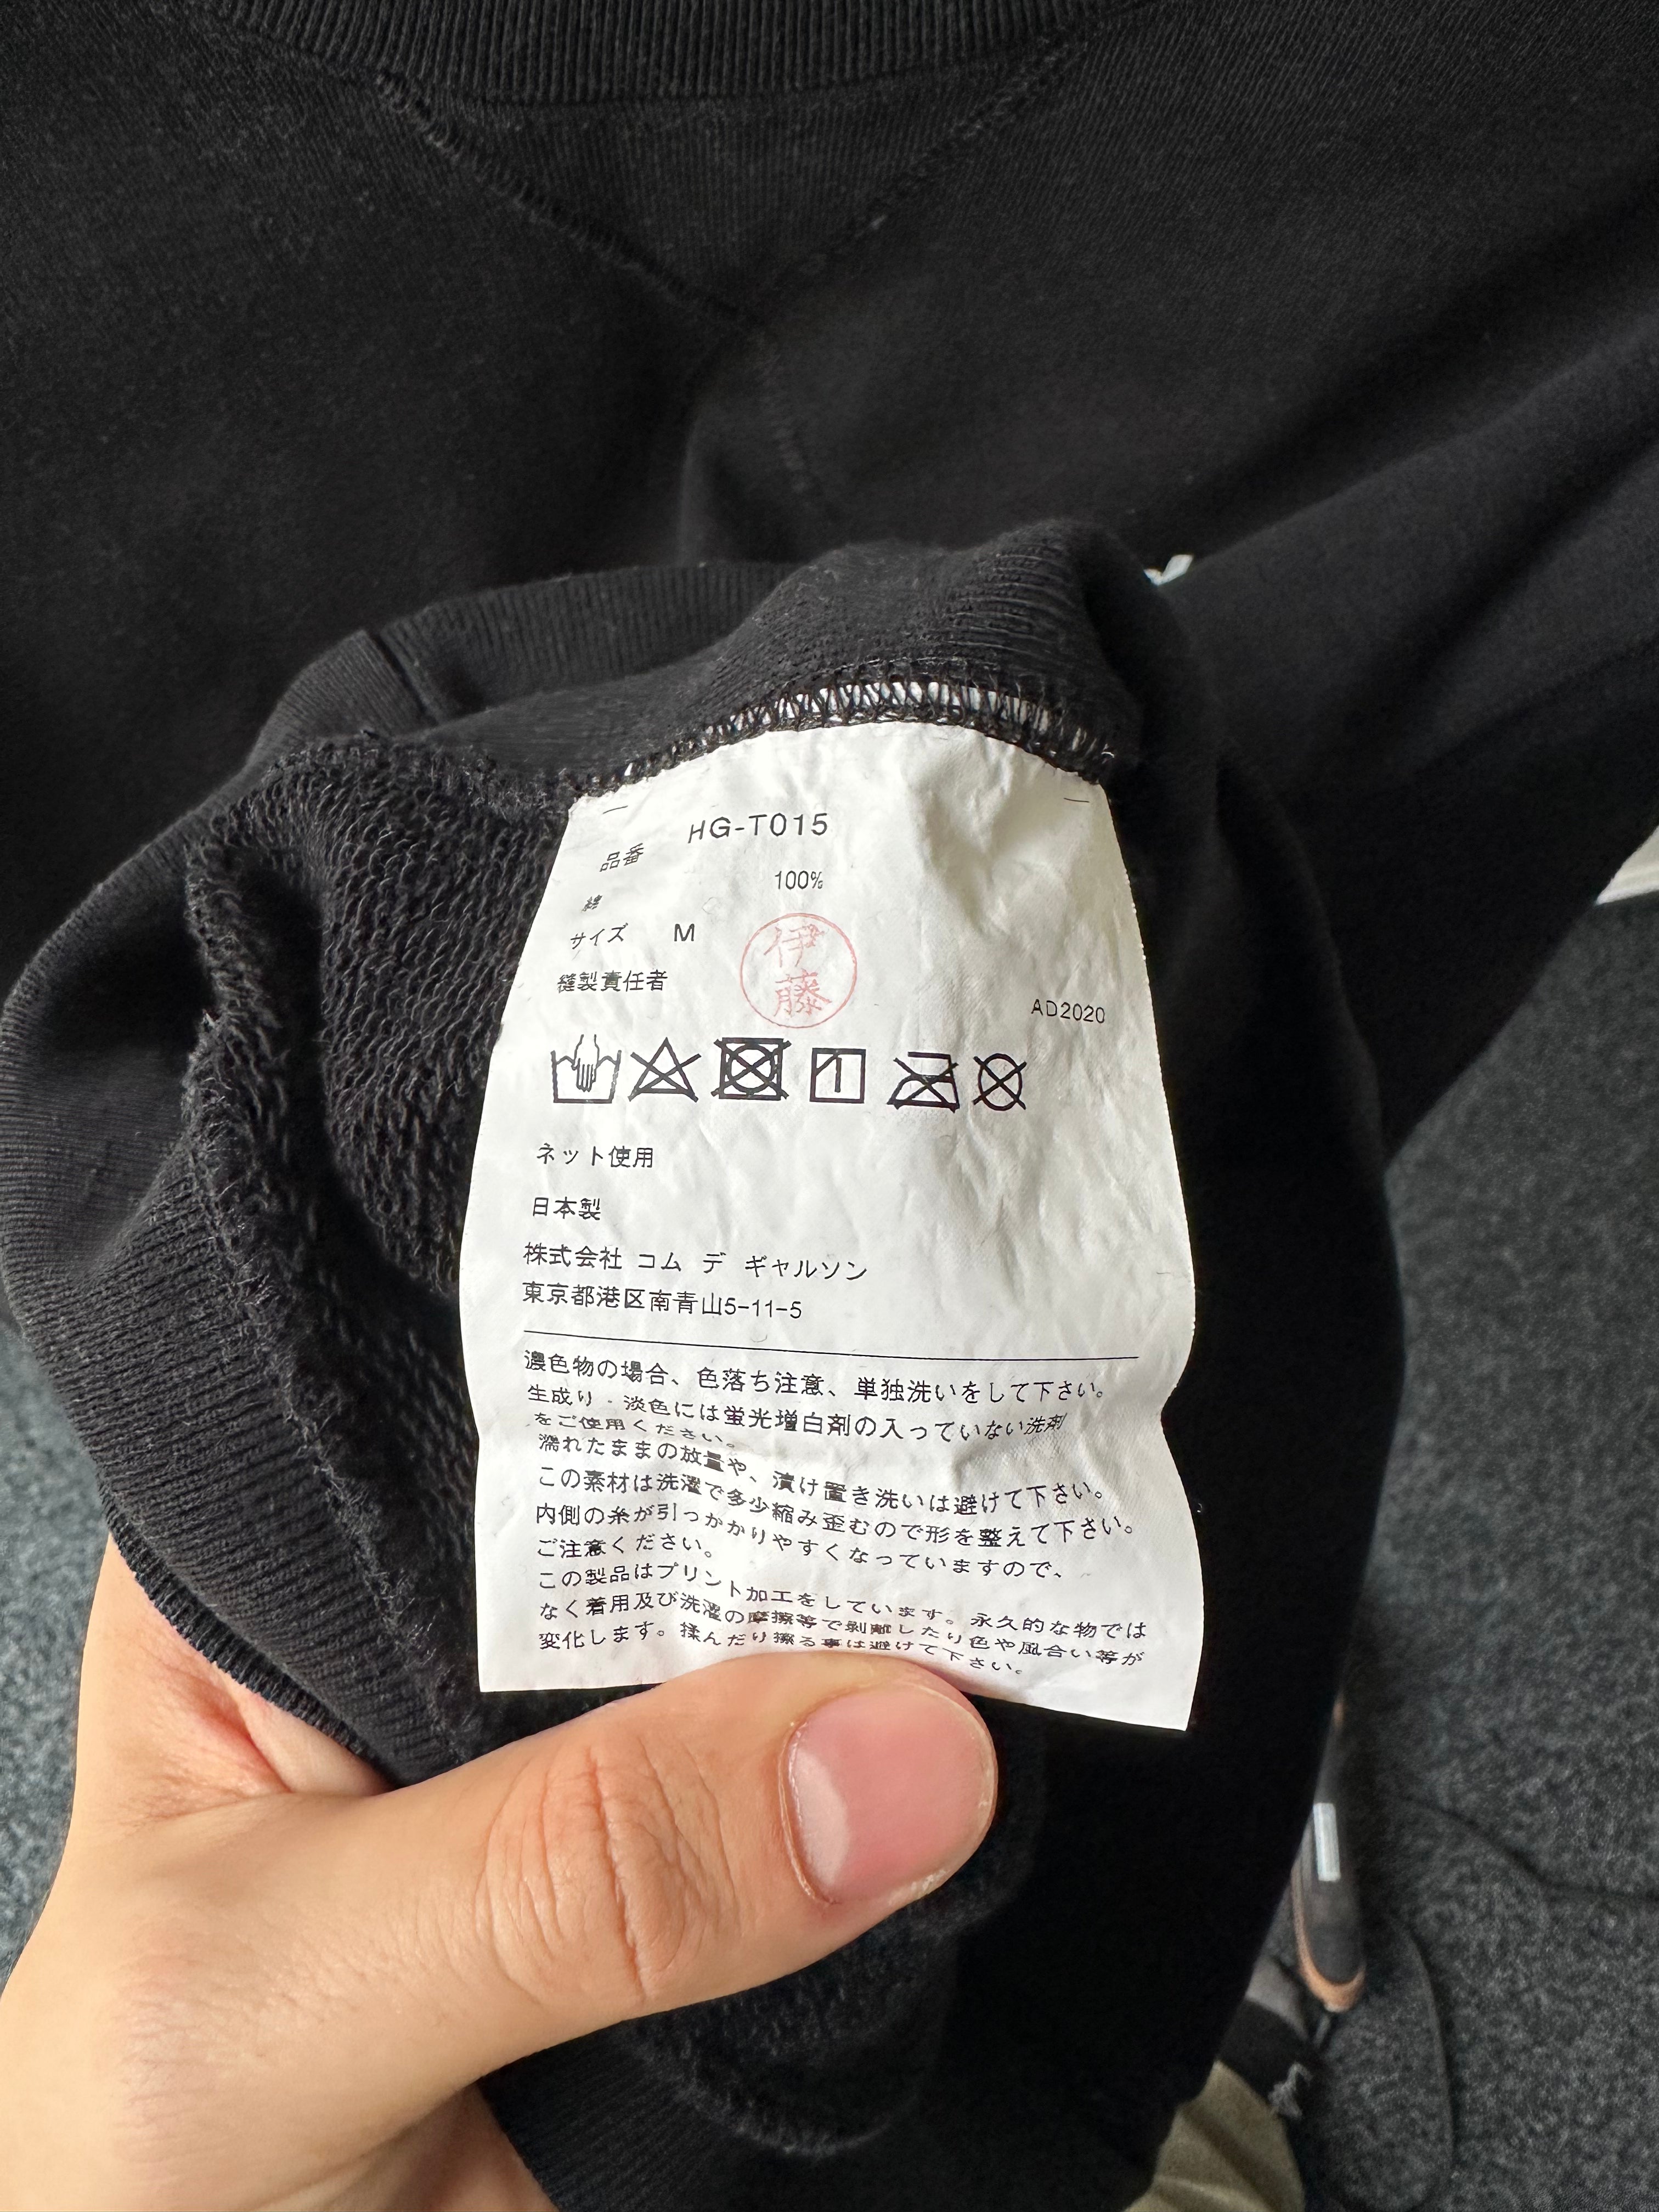 品番 HG-T015
綿 100%
サイズ M
縫製責任者 伊藤
AD2020
ネット使用
日本製
株式会社 コム デ ギャルソン
東京都港区南青山5-11-5
濃色物の場合、色落ち注意、単独洗いをして下さい。
生成り・淡色には蛍光増白剤の入っていない洗剤
をご使用ください。
濡れたままの放置や、漬け置き洗いは避けて下さい。
この素材は洗濯で多少縮み歪むので形を整えて下さい。
内側の糸が引っかかりやすくなっていますので、
ご注意ください。
この製品はプリント加工をしています。永久的な物では
なく着用及び洗濯の摩擦等で剥離したり色や風合い等が
変化します。揉んだり擦る事は避けて下さい。